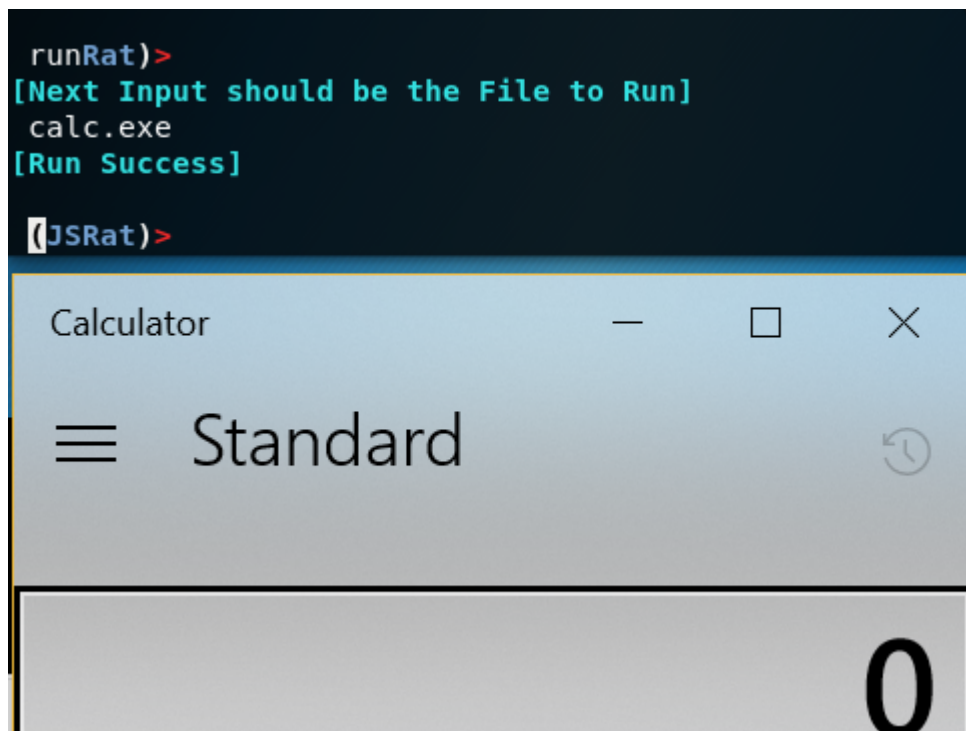 runRat)>
[Next Input should be the File to Run]
calc.exe
[Run Success]
(JSRat)>
Calculator
Standard
0